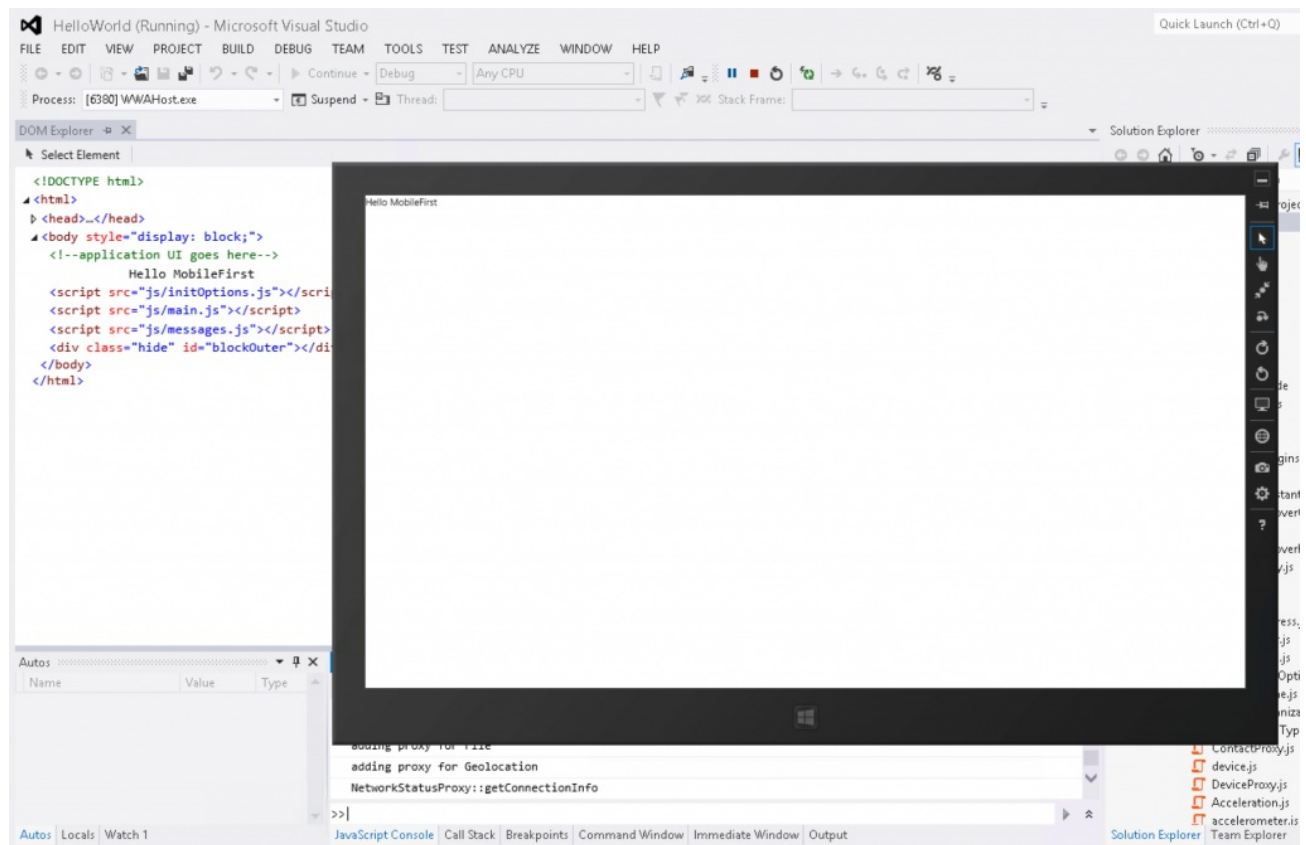 HelloWorld (Running) - Microsoft Visual Studio
Quick Launch (Ctrl+Q)
FILE EDIT VIEW PROJECT BUILD DEBUG TEAM TOOLS TEST ANALYZE WINDOW HELP
Continue Debug Any CPU
Process: [6380] WWAHost.exe Suspend Thread: Stack Frame:
DOM Explorer
Solution Explorer
Select Element
<!DOCTYPE html>
<html>
<head>…</head>
<body style="display: block;">
<!--application UI goes here-->
Hello MobileFirst
<script src="js/initOptions.js"></scri
<script src="js/main.js"></script>
<script src="js/messages.js"></script>
<div class="hide" id="blockOuter"></di
</body>
</html>
Hello MobileFirst
?
Autos
Name Value Type
adding proxy for File
adding proxy for Geolocation
NetworkStatusProxy::getConnectionInfo
>>
Autos Locals Watch 1
JavaScript Console Call Stack Breakpoints Command Window Immediate Window Output
ContactProxy.js
device.js
DeviceProxy.js
Acceleration.js
accelerometer.js
Solution Explorer Team Explorer